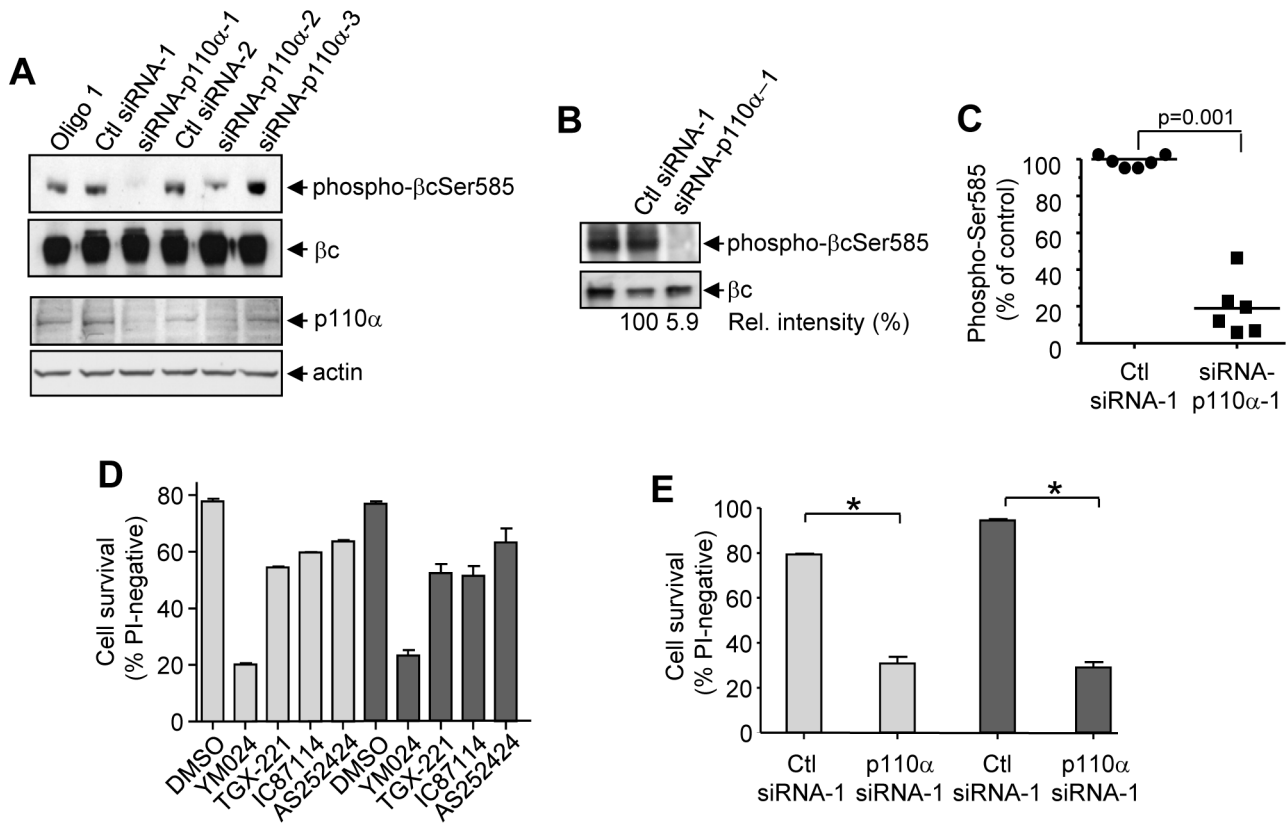 A
Oligo 1
Ctl siRNA-1
siRNA-p110α-1
Ctl siRNA-2
siRNA-p110α-2
siRNA-p110α-3
phospho-βcSer585
βc
p110α
actin
B
Ctl siRNA-1
siRNA-p110α−1
phospho-βcSer585
βc
100 5.9 Rel. intensity (%)
C
p=0.001
Phospho-Ser585
(% of control)
100
80
60
40
20
0
Ctl
siRNA-1
siRNA-
p110α-1
D
Cell survival
(% PI-negative)
80
60
40
20
0
DMSO
YM024
TGX-221
IC87114
AS252424
DMSO
YM024
TGX-221
IC87114
AS252424
E
Cell survival
(% PI-negative)
100
80
60
40
20
0
*
*
Ctl
siRNA-1
p110α
siRNA-1
Ctl
siRNA-1
p110α
siRNA-1